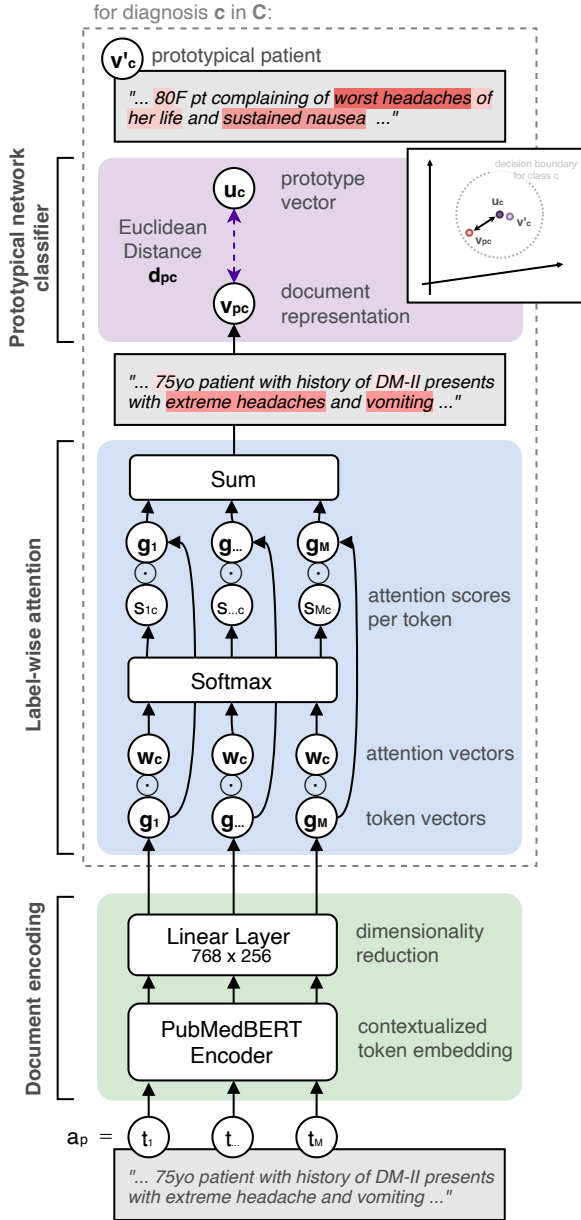 for diagnosis c in C:
v'c prototypical patient
"... 80F pt complaining of worst headaches of
her life and sustained nausea ..."
Prototypical network
classifier
uc
prototype
vector
Euclidean
Distance
dpc
vpc
document
representation
decision boundary
for class c
uc
v'c
vpc
"... 75yo patient with history of DM-II presents
with extreme headaches and vomiting ..."
Label-wise attention
Sum
g1 g... gM
· · ·
s1c s...c sMc
attention scores
per token
Softmax
wc wc wc
attention vectors
· · ·
g1 g... gM
token vectors
Document encoding
Linear Layer
768 x 256
dimensionality
reduction
PubMedBERT
Encoder
contextualized
token embedding
ap = t1 t... tM
"... 75yo patient with history of DM-II presents
with extreme headache and vomiting ..."